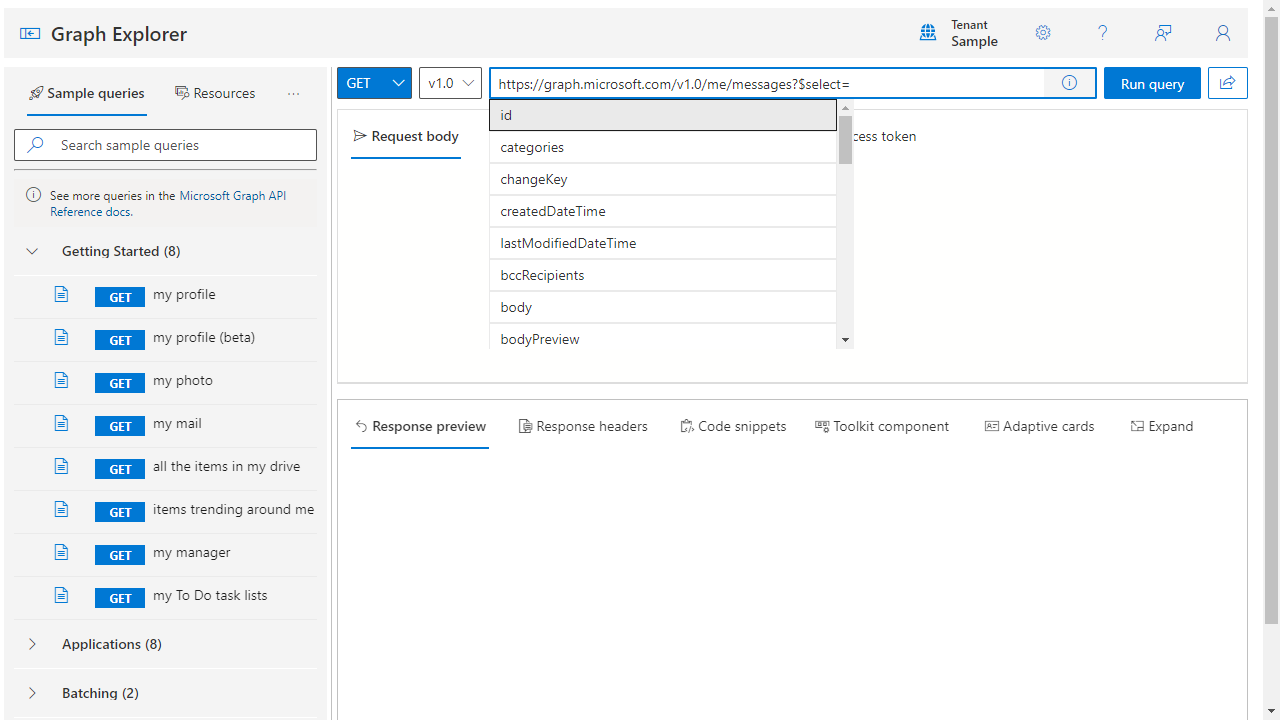 Graph Explorer
Tenant
Sample
Sample queries
Resources
...
Search sample queries
See more queries in the Microsoft Graph API
Reference docs.
Getting Started (8)
GET my profile
GET my profile (beta)
GET my photo
GET my mail
GET all the items in my drive
GET items trending around me
GET my manager
GET my To Do task lists
Applications (8)
Batching (2)
GET
v1.0
https://graph.microsoft.com/v1.0/me/messages?$select=
Run query
id
categories
changeKey
createdDateTime
lastModifiedDateTime
bccRecipients
body
bodyPreview
Request body
token
Response preview
Response headers
Code snippets
Toolkit component
Adaptive cards
Expand